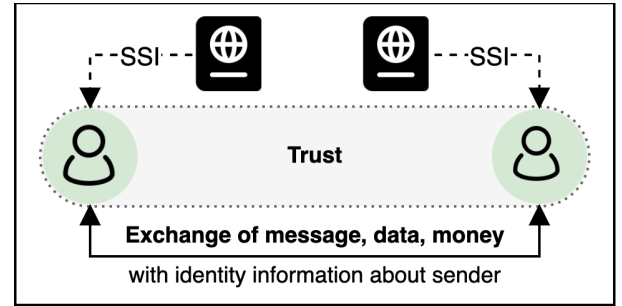 SSI
SSI
Trust
Exchange of message, data, money
with identity information about sender